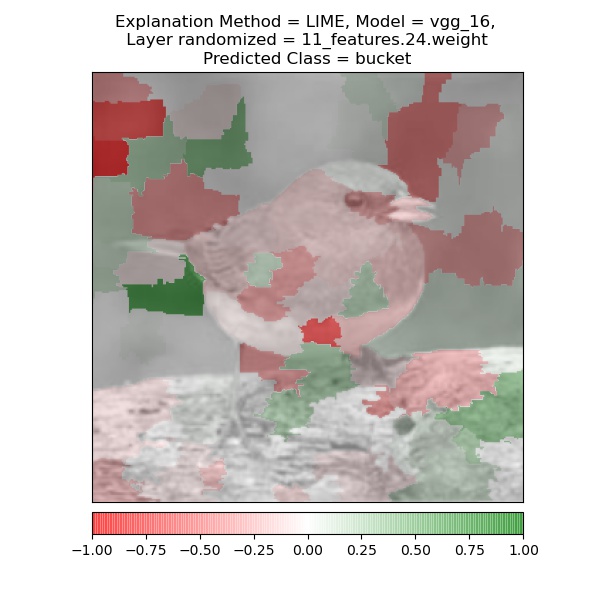 Explanation Method = LIME, Model = vgg_16,
Layer randomized = 11_features.24.weight
Predicted Class = bucket
−1.00 −0.75 −0.50 −0.25 0.00 0.25 0.50 0.75 1.00